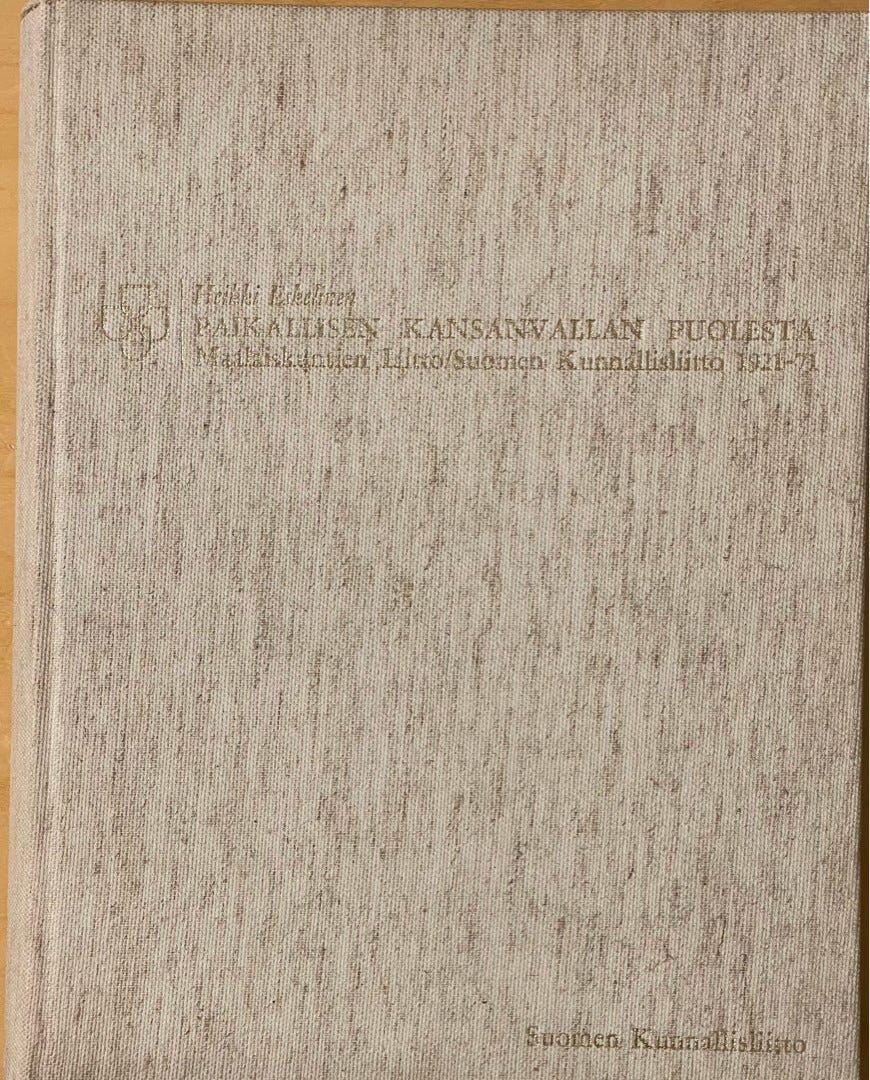 Heikki Eskelinen
PAIKALLISEN KANSANVALLAN PUOLESTA
Maalaiskuntien Liitto/Suomen Kunnallisliitto 1921-71
Suomen Kunnallisliitto